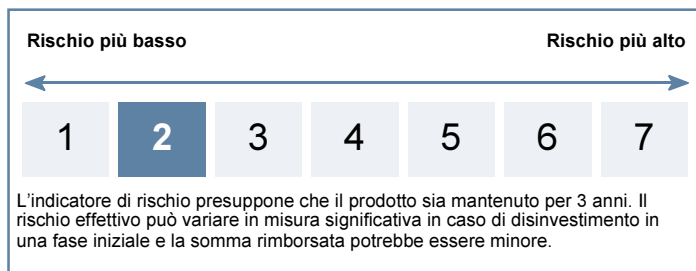 Rischio più basso Rischio più alto
1 2 3 4 5 6 7
L'indicatore di rischio presuppone che il prodotto sia mantenuto per 3 anni. Il
rischio effettivo può variare in misura significativa in caso di disinvestimento in
una fase iniziale e la somma rimborsata potrebbe essere minore.